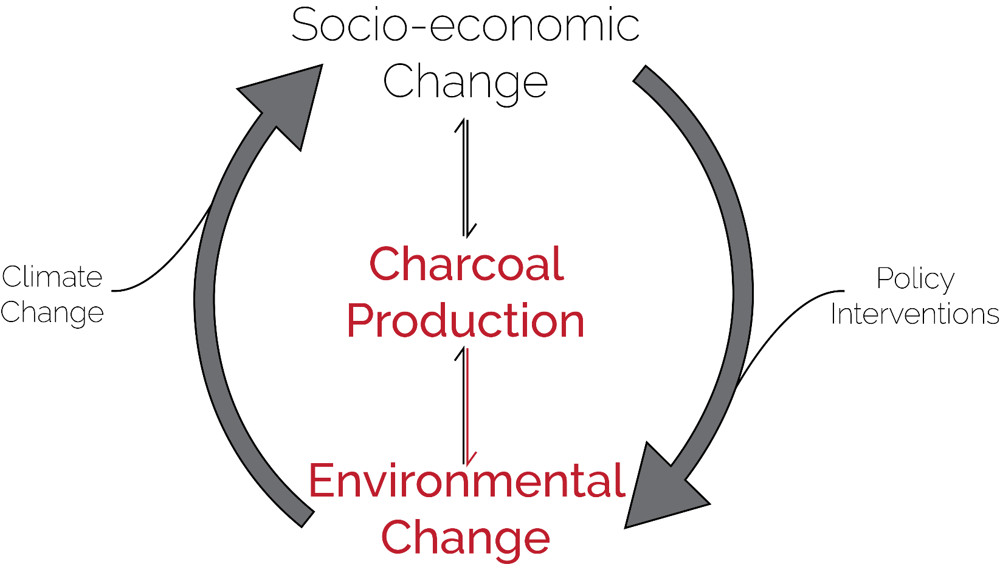 Socio-economic
Change
Charcoal
Production
Climate
Change
Policy
Interventions
Environmental
Change